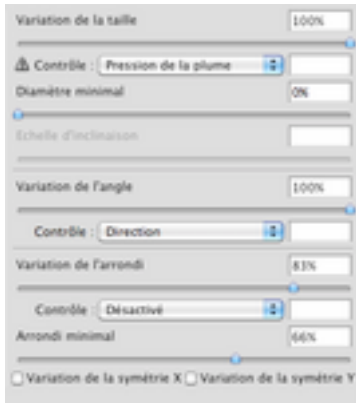 Variation de la taille 100%
Contrôle : Pression de la plume
Diamètre minimal 0%
Echelle d'inclinaison
Variation de l'angle 100%
Contrôle : Direction
Variation de l'arrondi 83%
Contrôle : Désactivé
Arrondi minimal 66%
Variation de la symétrie X Variation de la symétrie Y